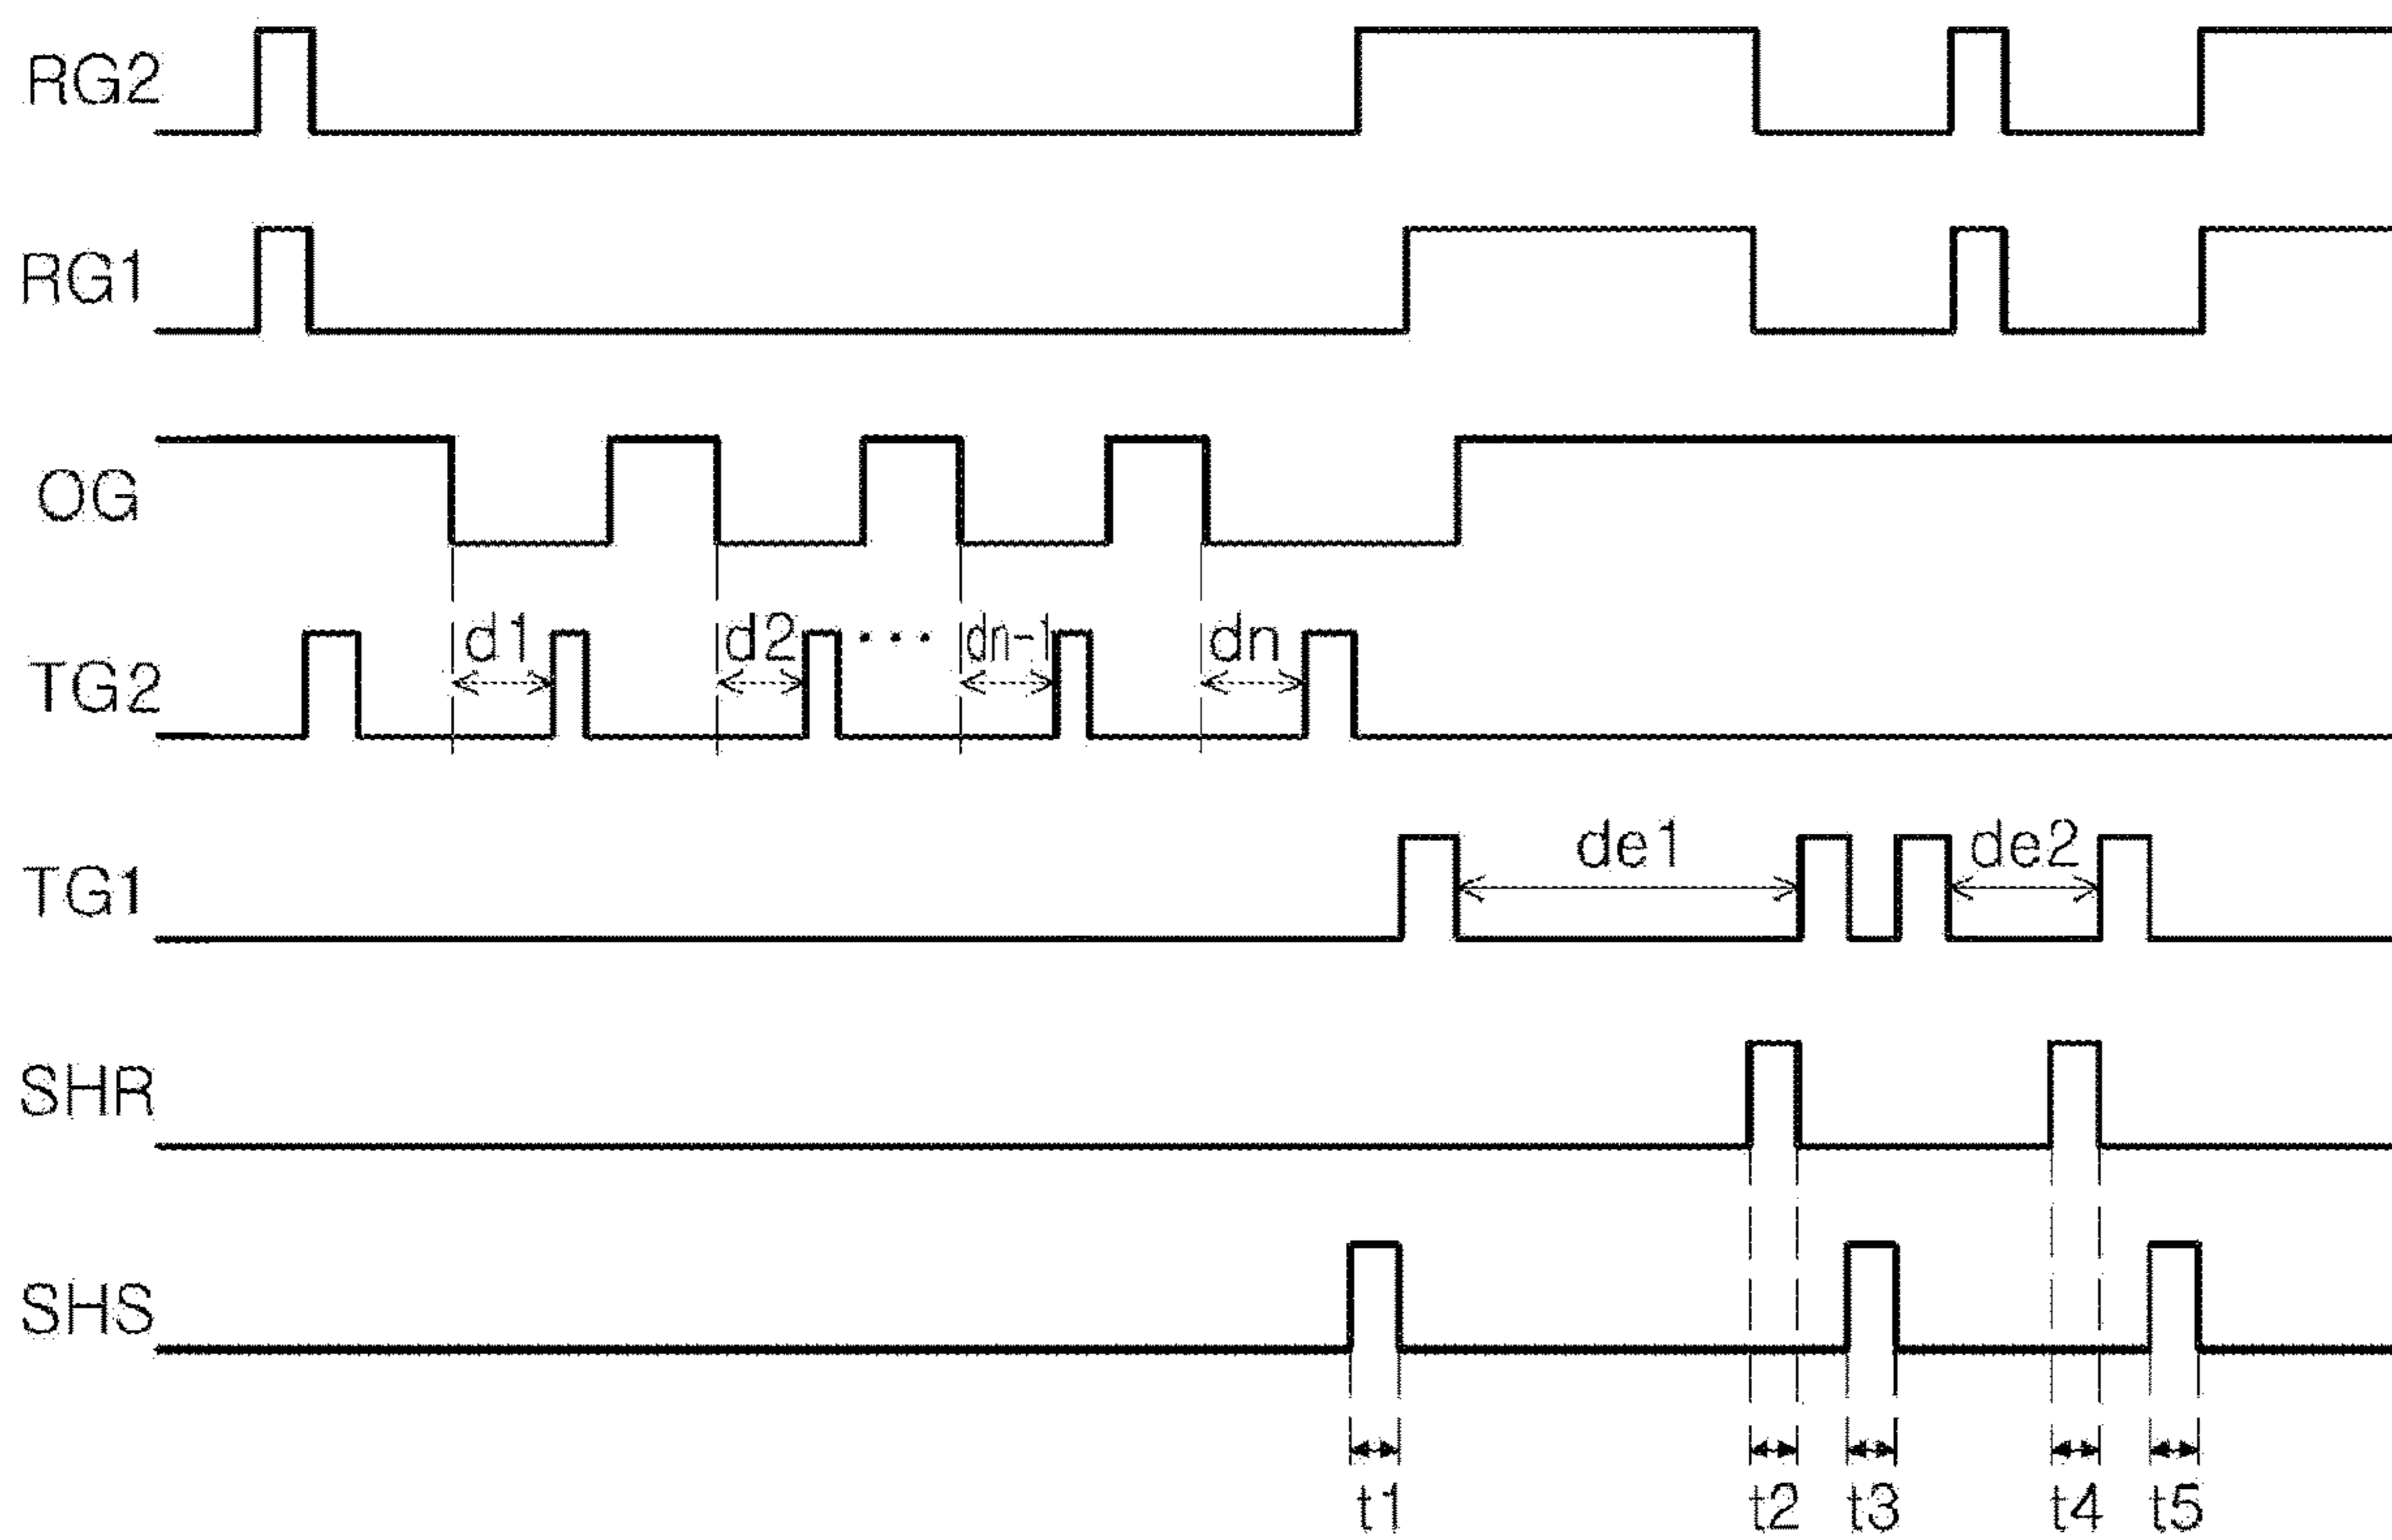 RG2
RG1
OG
TG2 d1 d2 ... dn-1 dn
TG1 de1 de2
SHR
SHS
t1 t2 t3 t4 t5